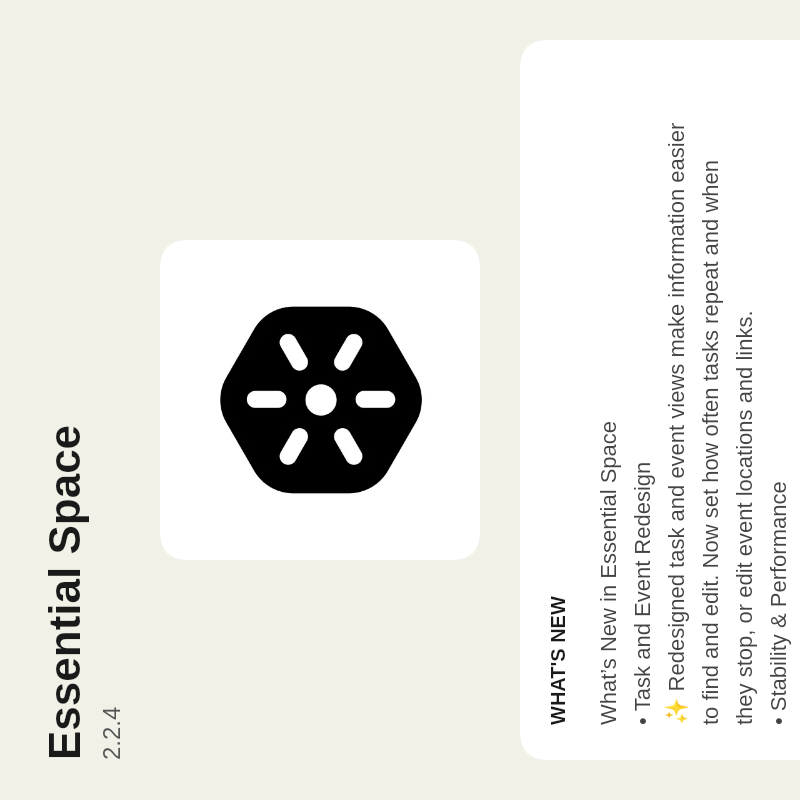 Essential Space
2.2.4
WHAT'S NEW
What's New in Essential Space
• Task and Event Redesign
✨ Redesigned task and event views make information easier
to find and edit. Now set how often tasks repeat and when
they stop, or edit event locations and links.
• Stability & Performance